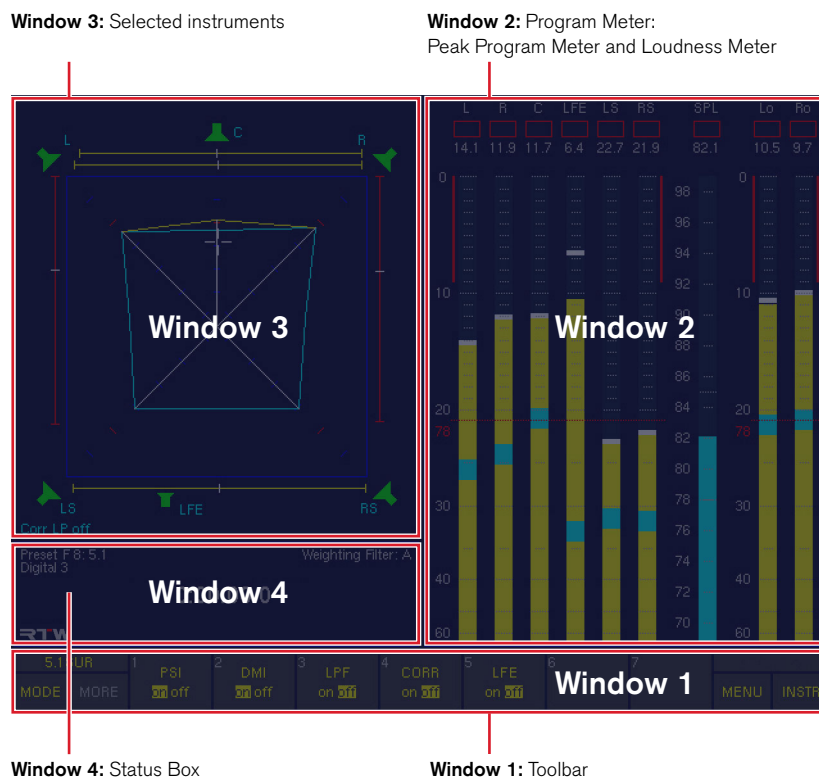 Window 3: Selected instruments
Window 2: Program Meter:
Peak Program Meter and Loudness Meter
L C R
LS LFE RS
Corr LP off
Window 3
L R C LFE LS RS SPL Lo Ro
14.1 11.9 11.7 6.4 22.7 21.9 82.1 10.5 9.7
0 98 0
96
94
92
10 90 10
88
86
84
20 20
78 82 78
80
78
30 76 30
74
40 72 40
70
60 60
Window 2
Preset F 8: 5.1 Weighting Filter: A
Digital 3
Window 4
RTW
5.1 SUR 1 PSI 2 DMI 3 LPF 4 CORR 5 LFE 6 7
MODE MORE on off on off on off on off on off Window 1 MENU INSTR
Window 4: Status Box
Window 1: Toolbar